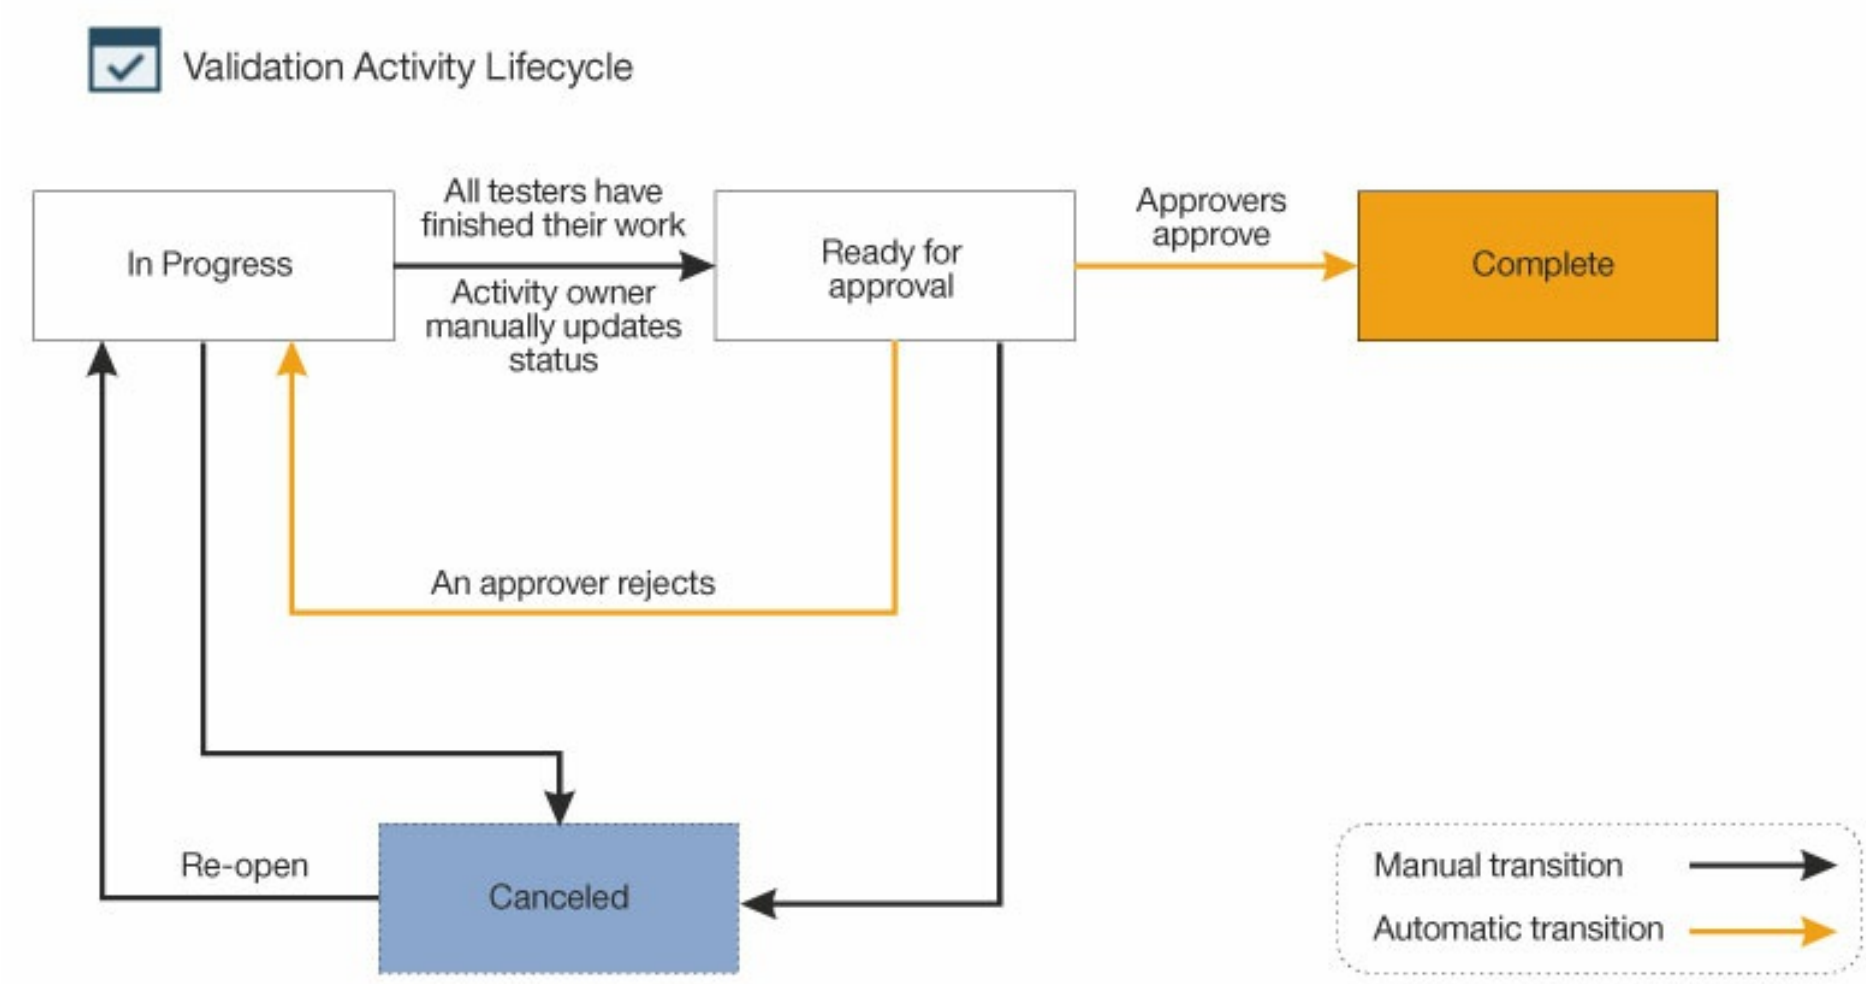 Validation Activity Lifecycle
All testers have
finished their work
In Progress
Activity owner
manually updates
status
Ready for
approval
Approvers
approve
Complete
An approver rejects
Re-open
Canceled
Manual transition
Automatic transition